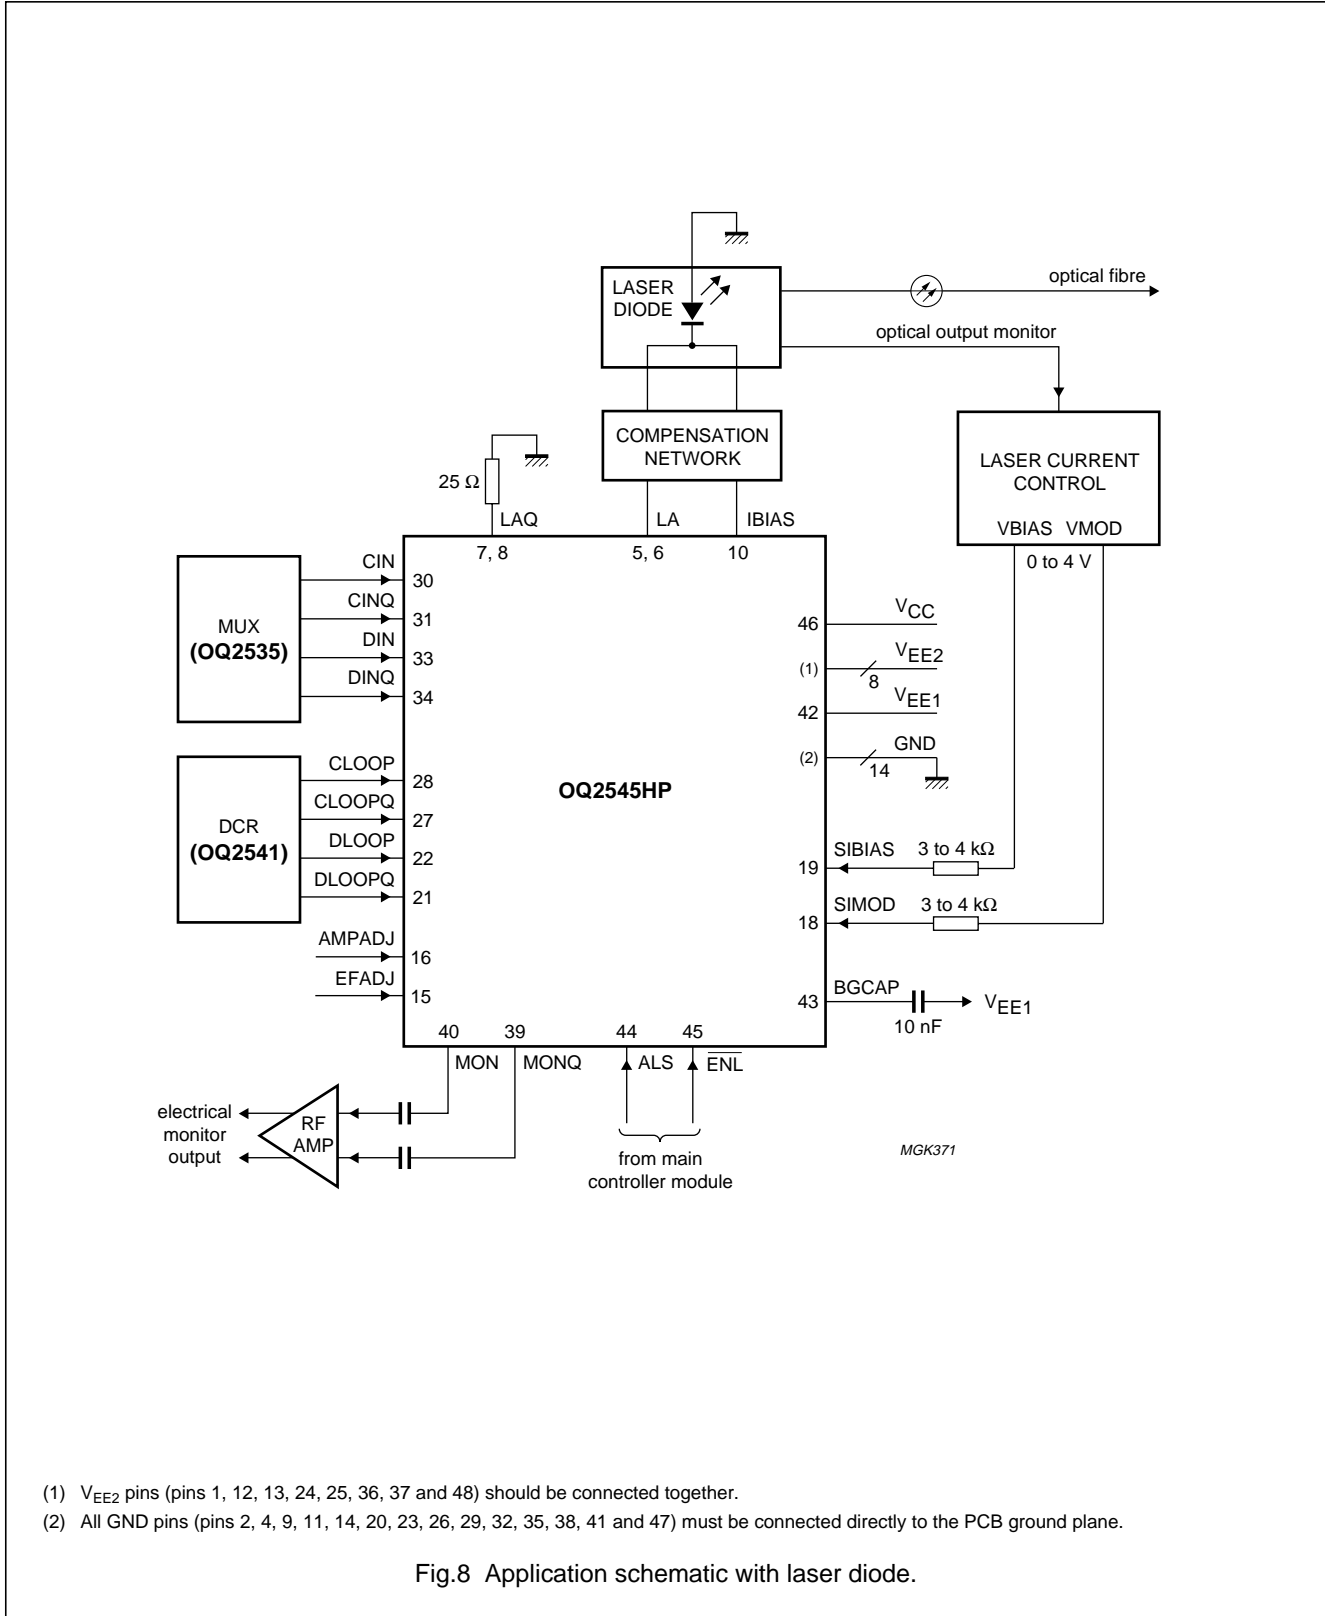 LASER
DIODE
optical fibre
optical output monitor
COMPENSATION
NETWORK
LASER CURRENT
CONTROL
VBIAS VMOD
0 to 4 V
25 Ω
LAQ
LA
IBIAS
7, 8
5, 6
10
MUX
(OQ2535)
CIN
30
CINQ
31
DIN
33
DINQ
34
DCR
(OQ2541)
CLOOP
28
CLOOPQ
27
DLOOP
22
DLOOPQ
21
AMPADJ
16
EFADJ
15
OQ2545HP
46
VCC
(1)
VEE2
8
42
VEE1
(2)
GND
14
19
SIBIAS
3 to 4 kΩ
18
SIMOD
3 to 4 kΩ
43
BGCAP
10 nF
VEE1
40
39
44
45
MON
MONQ
ALS
ENL
electrical
monitor
output
RF
AMP
from main
controller module
MGK371
(1) VEE2 pins (pins 1, 12, 13, 24, 25, 36, 37 and 48) should be connected together.
(2) All GND pins (pins 2, 4, 9, 11, 14, 20, 23, 26, 29, 32, 35, 38, 41 and 47) must be connected directly to the PCB ground plane.
Fig.8 Application schematic with laser diode.